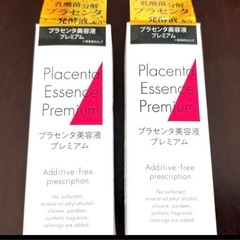 乳酸菌分解
プラセンタ
発酵液配合
プラセンタ美容液
プレミアム
Placenta
Essence
Premium
プラセンタ美容液
プレミアム
Additive-free
prescription
No surfactant,
mineral oil, ethyl alcohol,
silicone, paraben,
synthetic fragrance,
colorings are added.
乳酸菌分解
プラセンタ
発酵液配合
プラセンタ美容液
プレミアム
Placenta
Essence
Premium
プラセンタ美容液
プレミアム
Additive-free
prescription
No surfactant,
mineral oil, ethyl alcohol,
silicone, paraben,
synthetic fragrance,
colorings are added.